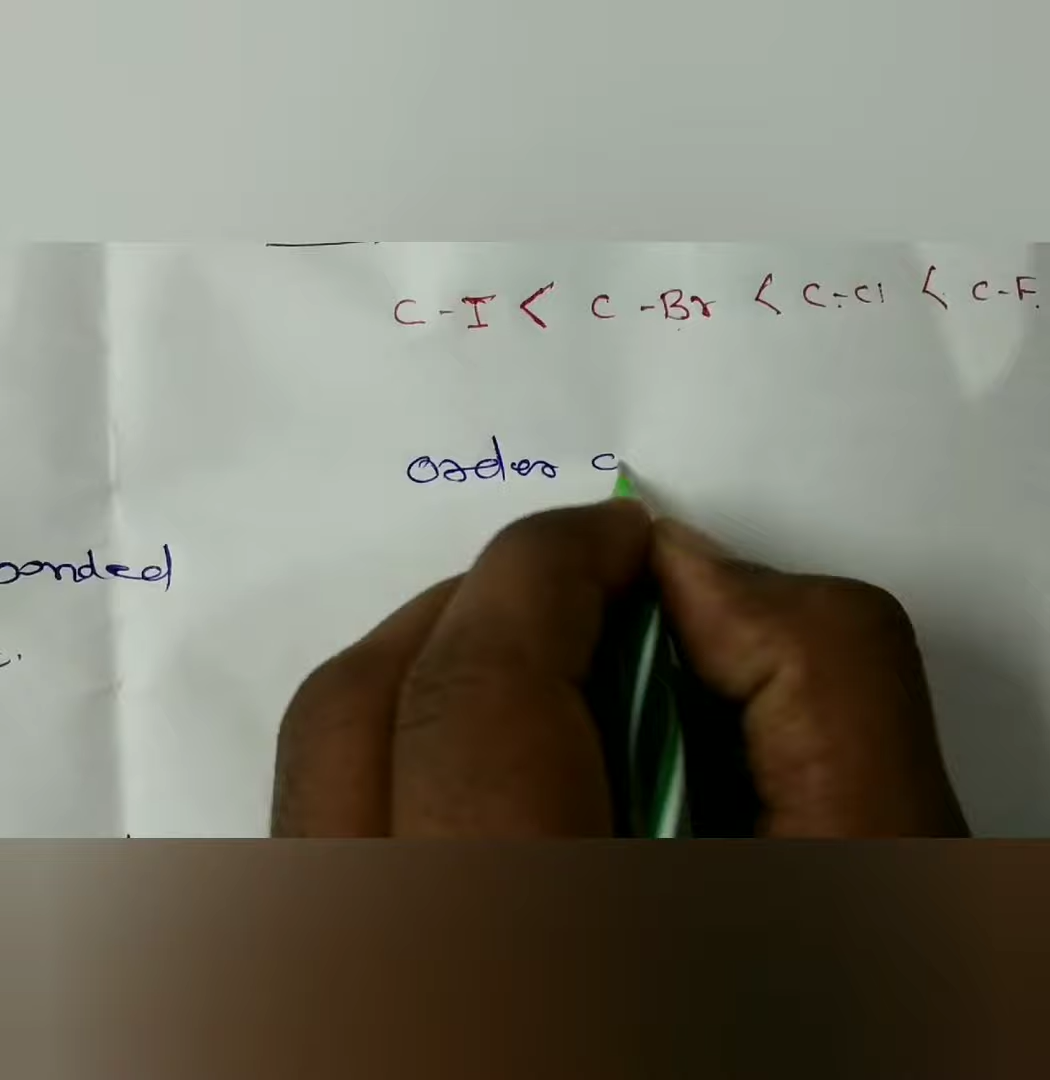 C-I < C-Br < C-Cl < C-F.
Order
bonded